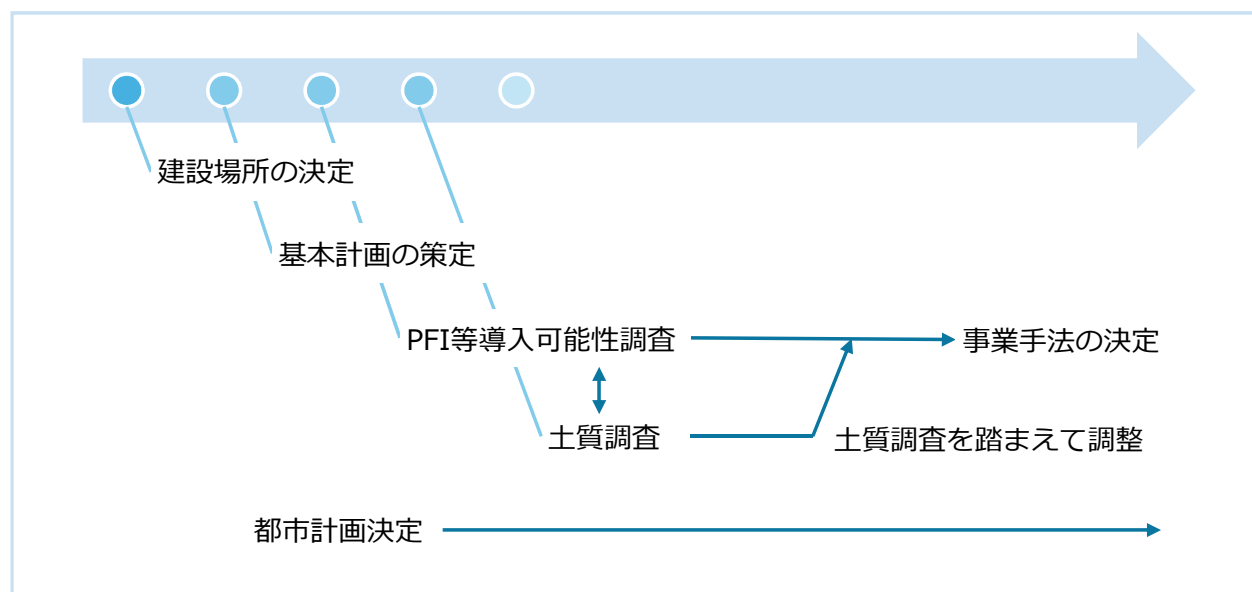 建設場所の決定
基本計画の策定
PFI等導入可能性調査
事業手法の決定
土質調査
土質調査を踏まえて調整
都市計画決定